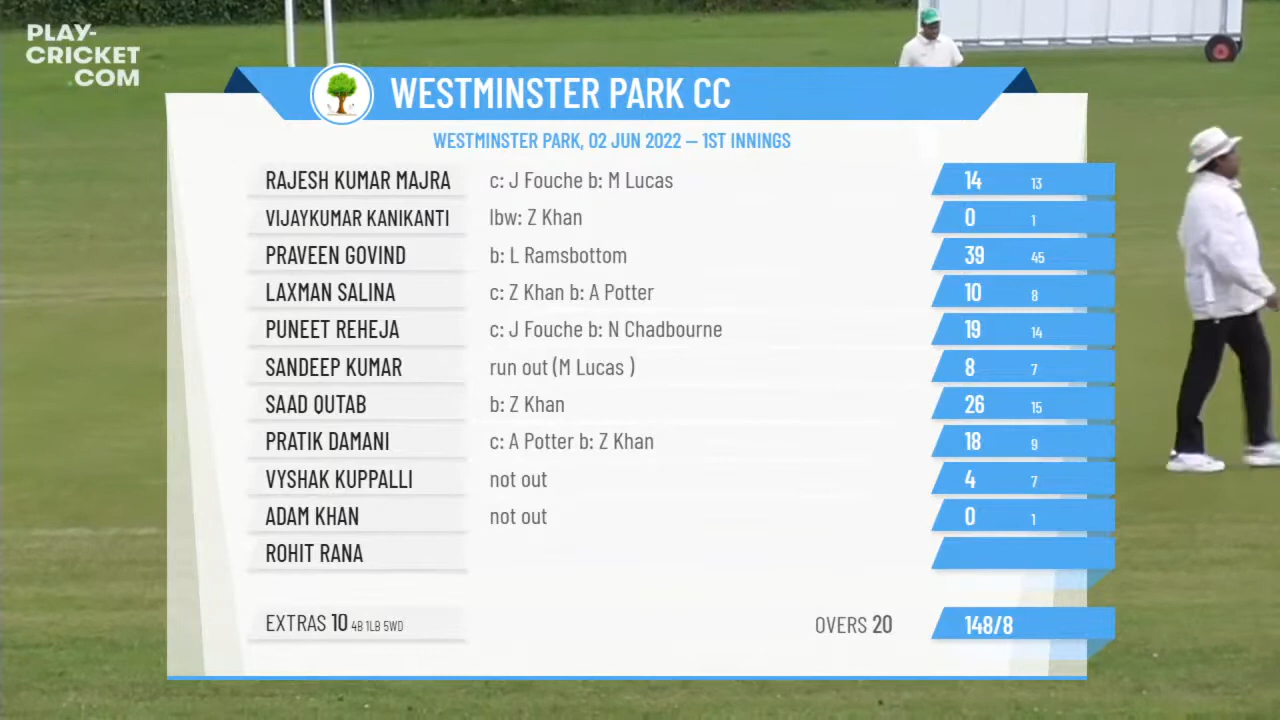 PLAY-
CRICKET
.COM
WESTMINSTER PARK CC
WESTMINSTER PARK, 02 JUN 2022 – 1ST INNINGS
RAJESH KUMAR MAJRA c: J Fouche b: M Lucas 14 13
VIJAYKUMAR KANIKANTI lbw: Z Khan 0 1
PRAVEEN GOVIND b: L Ramsbottom 39 45
LAXMAN SALINA c: Z Khan b: A Potter 10 8
PUNEET REHEJA c: J Fouche b: N Chadbourne 19 14
SANDEEP KUMAR run out (M Lucas ) 8 7
SAAD QUTAB b: Z Khan 26 15
PRATIK DAMANI c: A Potter b: Z Khan 18 9
VYSHAK KUPPALLI not out 4 7
ADAM KHAN not out 0 1
ROHIT RANA
EXTRAS 10 4B 1LB 5WD OVERS 20 148/8